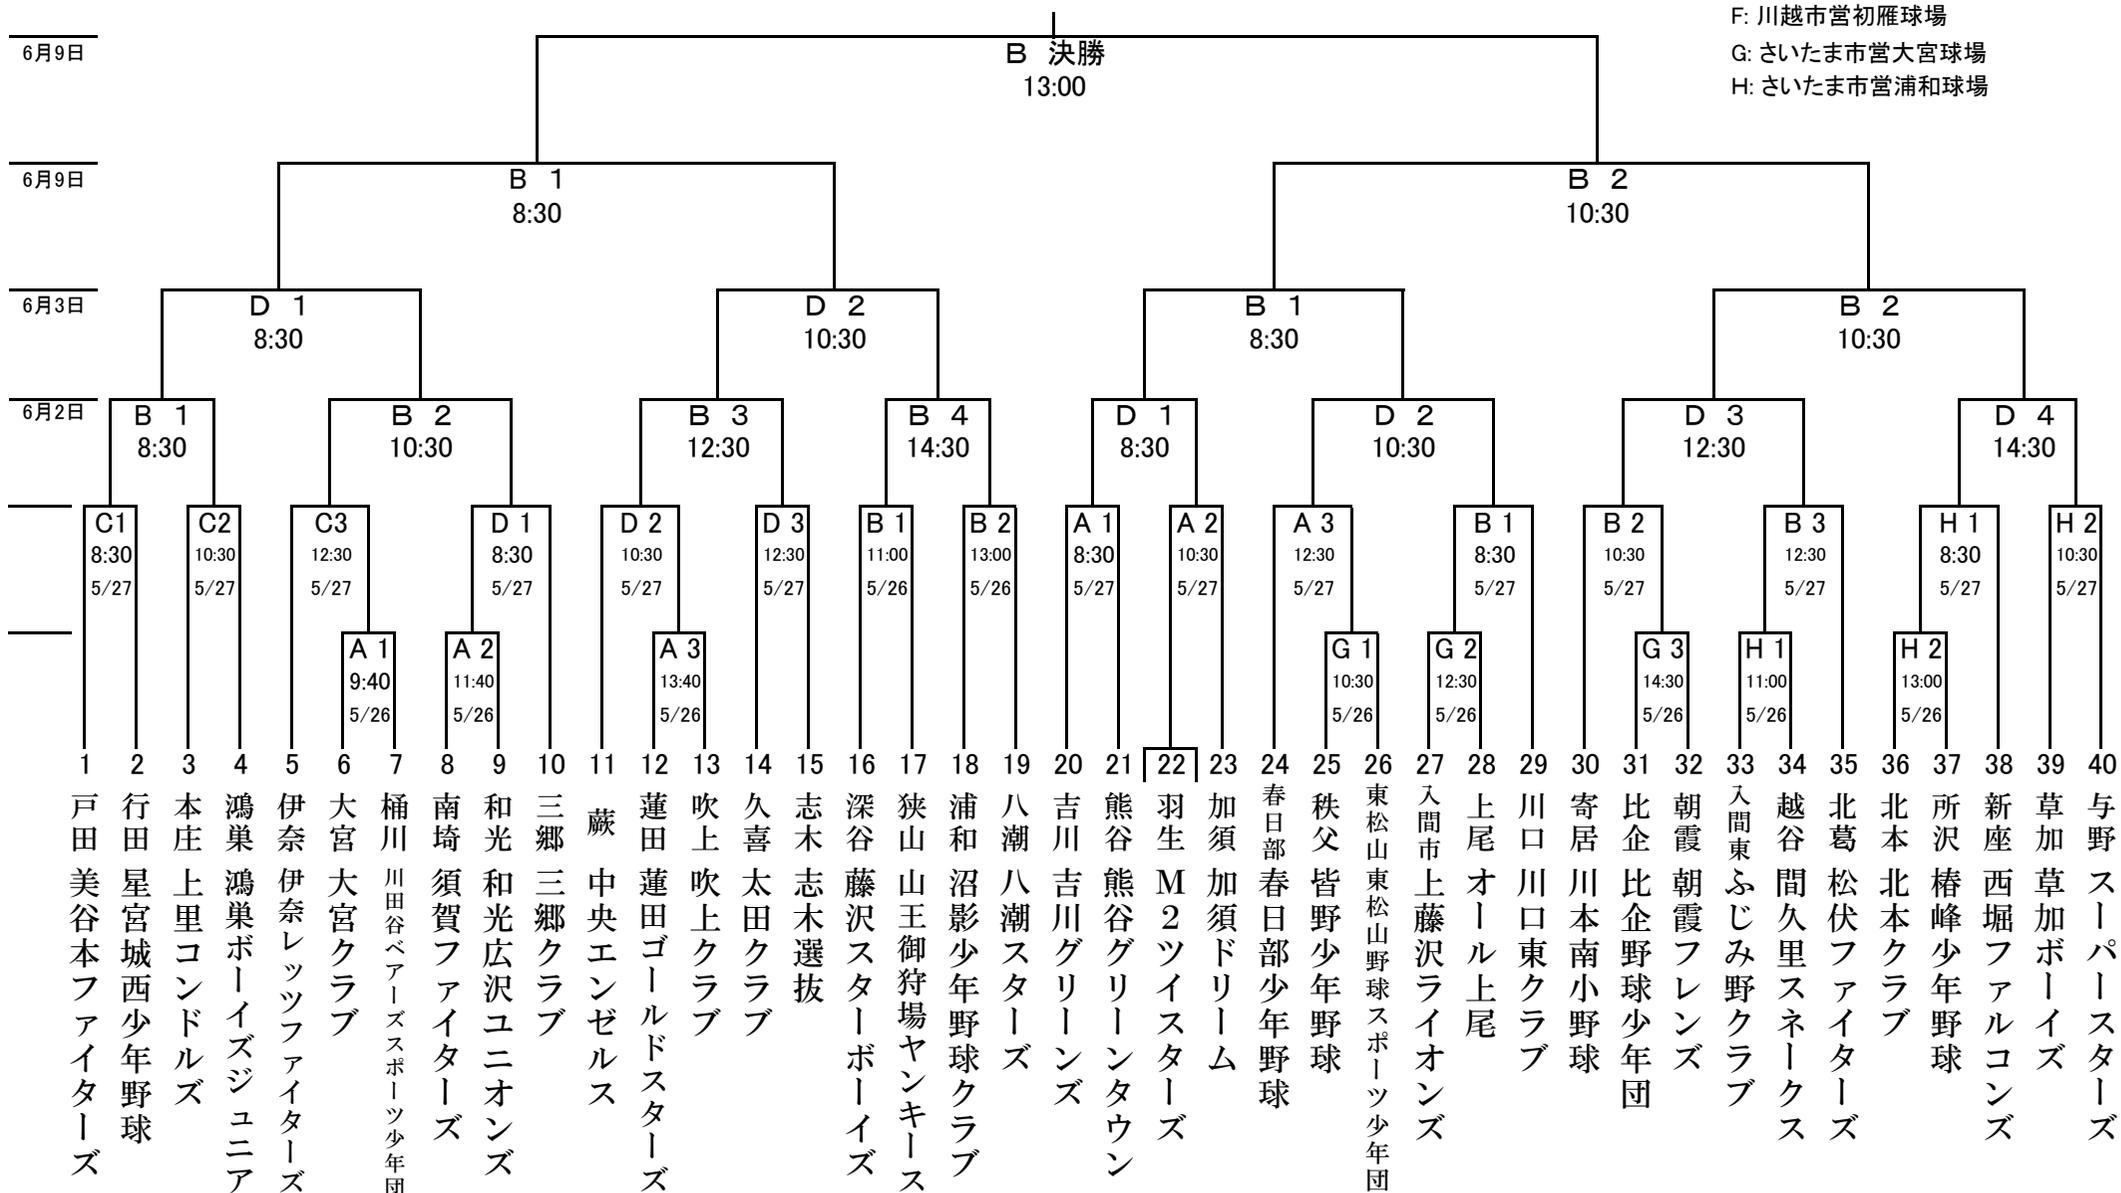 F: 川越市営初雁球場
G: さいたま市営大宮球場
H: さいたま市営浦和球場
6月9日
B 決勝
13:00
6月9日
B 1
8:30
B 2
10:30
6月3日
D 1
8:30
D 2
10:30
B 1
8:30
B 2
10:30
6月2日
B 1
8:30
B 2
10:30
B 3
12:30
B 4
14:30
D 1
8:30
D 2
10:30
D 3
12:30
D 4
14:30
C1
8:30
5/27
C2
10:30
5/27
C3
12:30
5/27
D 1
8:30
5/27
D 2
10:30
5/27
D 3
12:30
5/27
B 1
11:00
5/26
B 2
13:00
5/26
A 1
8:30
5/27
A 2
10:30
5/27
A 3
12:30
5/27
B 1
8:30
5/27
B 2
10:30
5/27
B 3
12:30
5/27
H 1
8:30
5/27
H 2
10:30
5/27
A 1
9:40
5/26
A 2
11:40
5/26
A 3
13:40
5/26
G 1
10:30
5/26
G 2
12:30
5/26
G 3
14:30
5/26
H 1
11:00
5/26
H 2
13:00
5/26
1 戸田 美谷本ファイターズ
2 行田 星宮城西少年野球
3 本庄 上里コンドルズ
4 鴻巣 鴻巣ボーイズジュニア
5 伊奈 伊奈レッツファイターズ
6 大宮 大宮クラブ
7 桶川 川田谷ベアーズスポーツ少年団
8 南埼 須賀ファイターズ
9 和光 和光広沢ユニオンズ
10 三郷 三郷クラブ
11 蕨 中央エンゼルス
12 蓮田 蓮田ゴールドスターズ
13 吹上 吹上クラブ
14 久喜 太田クラブ
15 志木 志木選抜
16 深谷 藤沢スターボーイズ
17 狭山 山王御狩場ヤンキース
18 浦和 沼影少年野球クラブ
19 八潮 八潮スターズ
20 吉川 吉川グリーンズ
21 熊谷 熊谷グリーンタウン
22 羽生 M2ツイスターズ
23 加須 加須ドリーム
24 春日部 春日部少年野球
25 秩父 皆野少年野球
26 東松山 東松山野球スポーツ少年団
27 入間市 上藤沢ライオンズ
28 上尾 オール上尾
29 川口 川口東クラブ
30 寄居 川本南小野球
31 比企 比企野球少年団
32 朝霞 朝霞フレンズ
33 入間東 ふじみ野クラブ
34 越谷 間久里スネークス
35 北葛 松伏ファイターズ
36 北本 北本クラブ
37 所沢 椿峰少年野球
38 新座 西堀ファルコンズ
39 草加 草加ボーイズ
40 与野 スーパースターズ